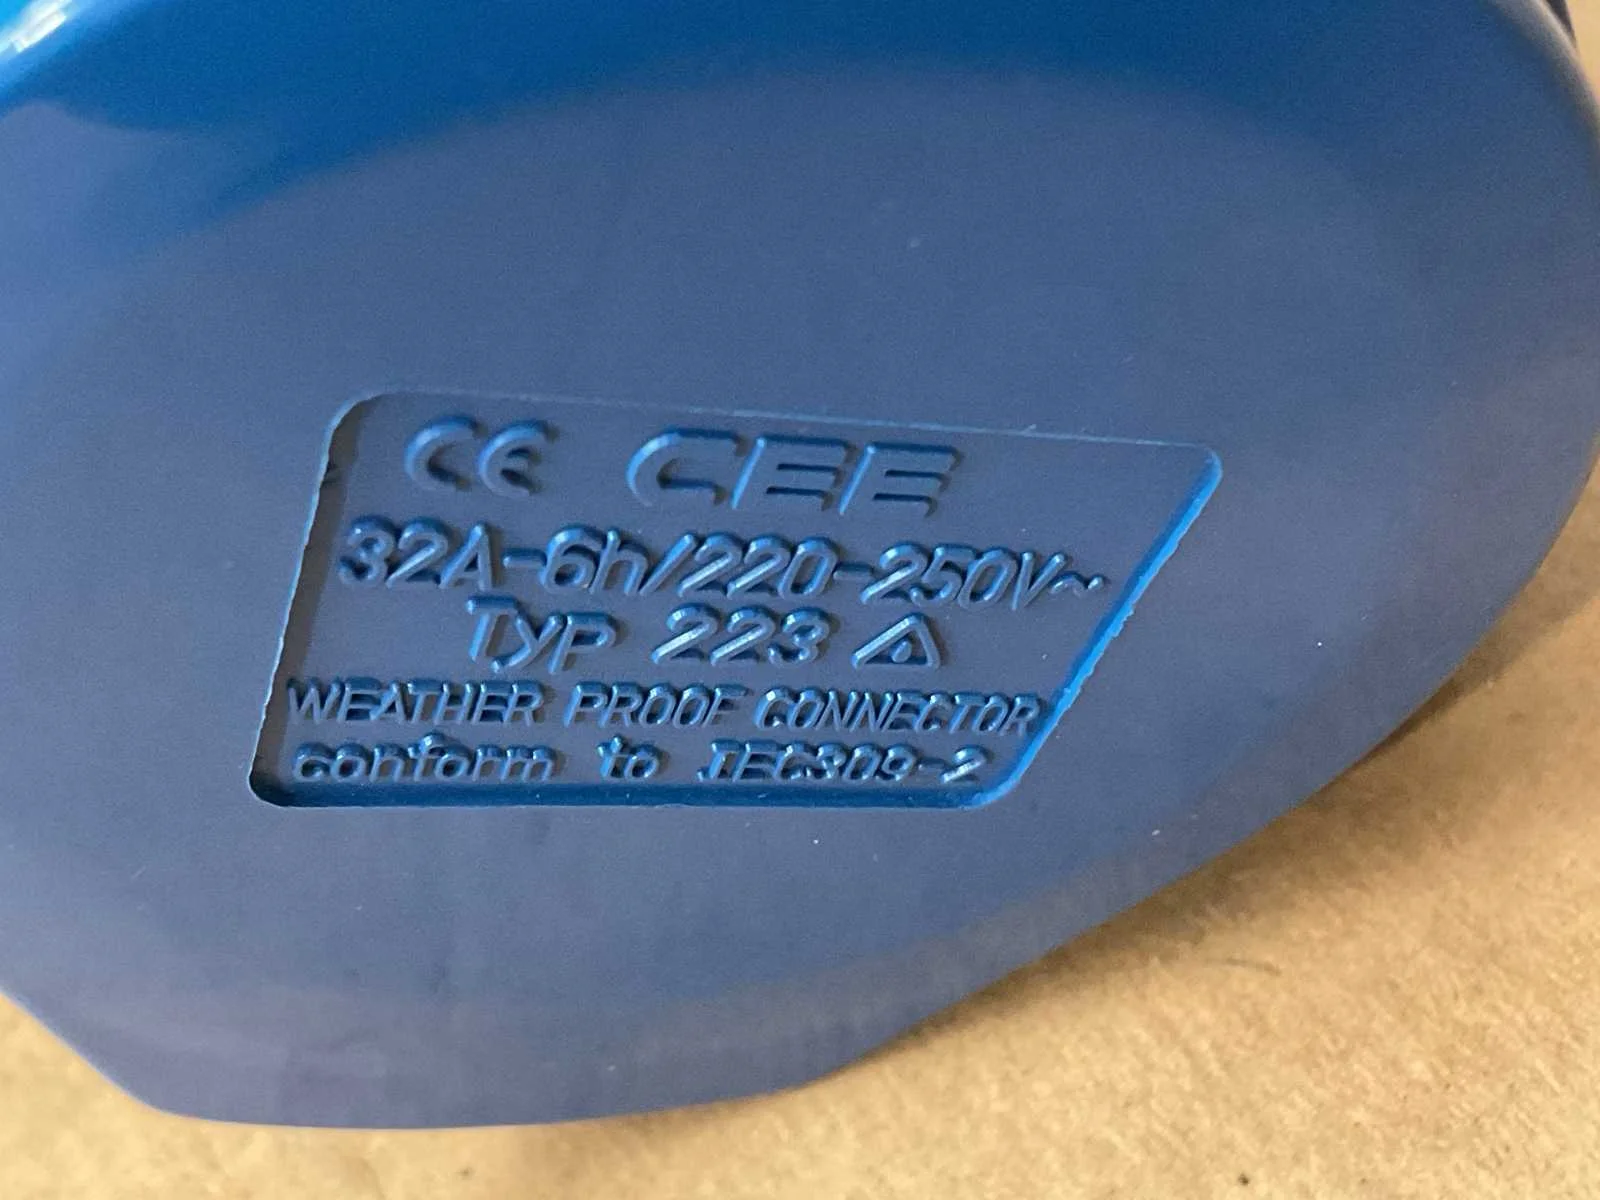 CE CEE
32A-6h/220-250V~
Typ 223
WEATHER PROOF CONNECTOR
conform to IEC309-2